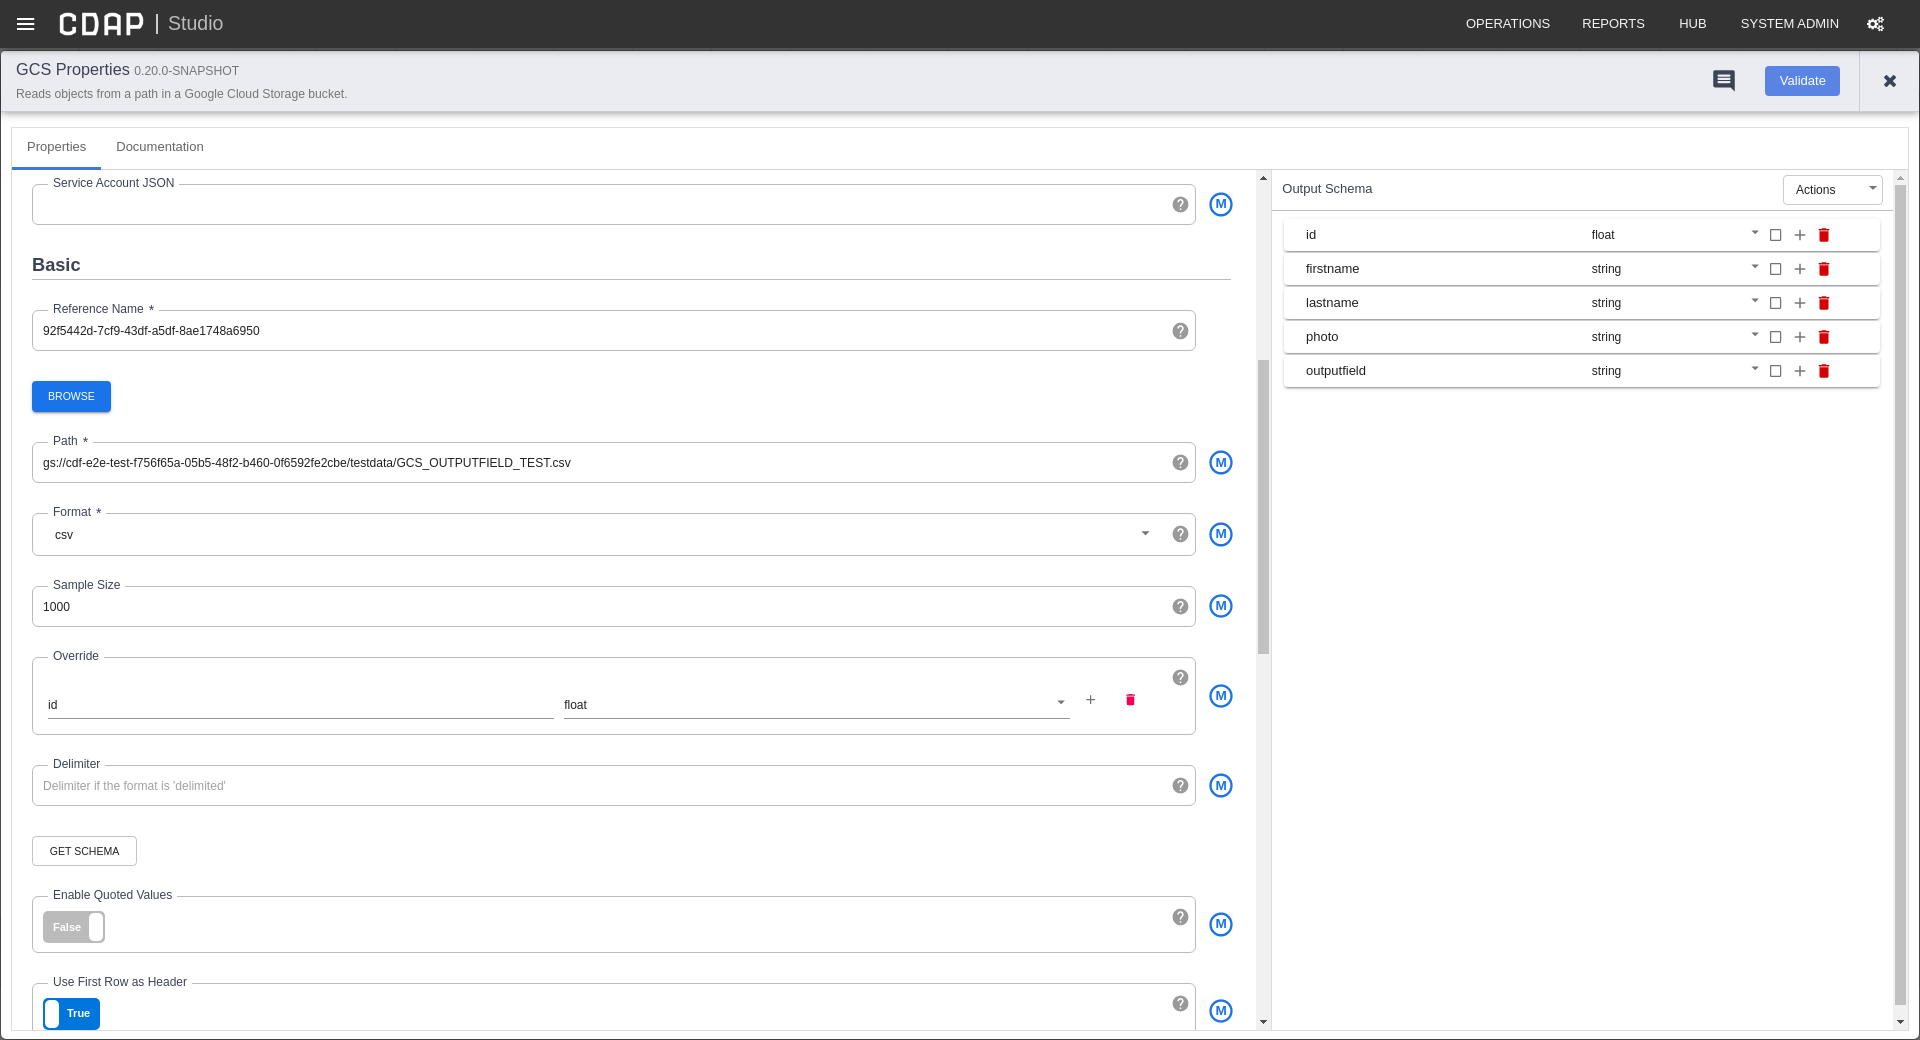 CDAP | Studio
OPERATIONS REPORTS HUB SYSTEM ADMIN
GCS Properties 0.20.0-SNAPSHOT
Reads objects from a path in a Google Cloud Storage bucket.
Validate
Properties Documentation
Service Account JSON
M
Basic
Reference Name *
92f5442d-7cf9-43df-a5df-8ae1748a6950
BROWSE
Path *
gs://cdf-e2e-test-f756f65a-05b5-48f2-b460-0f6592fe2cbe/testdata/GCS_OUTPUTFIELD_TEST.csv
M
Format *
csv
M
Sample Size
1000
M
Override
id float
M
Delimiter
Delimiter if the format is 'delimited'
M
GET SCHEMA
Enable Quoted Values
False
M
Use First Row as Header
True
M
Output Schema
Actions
id float
firstname string
lastname string
photo string
outputfield string